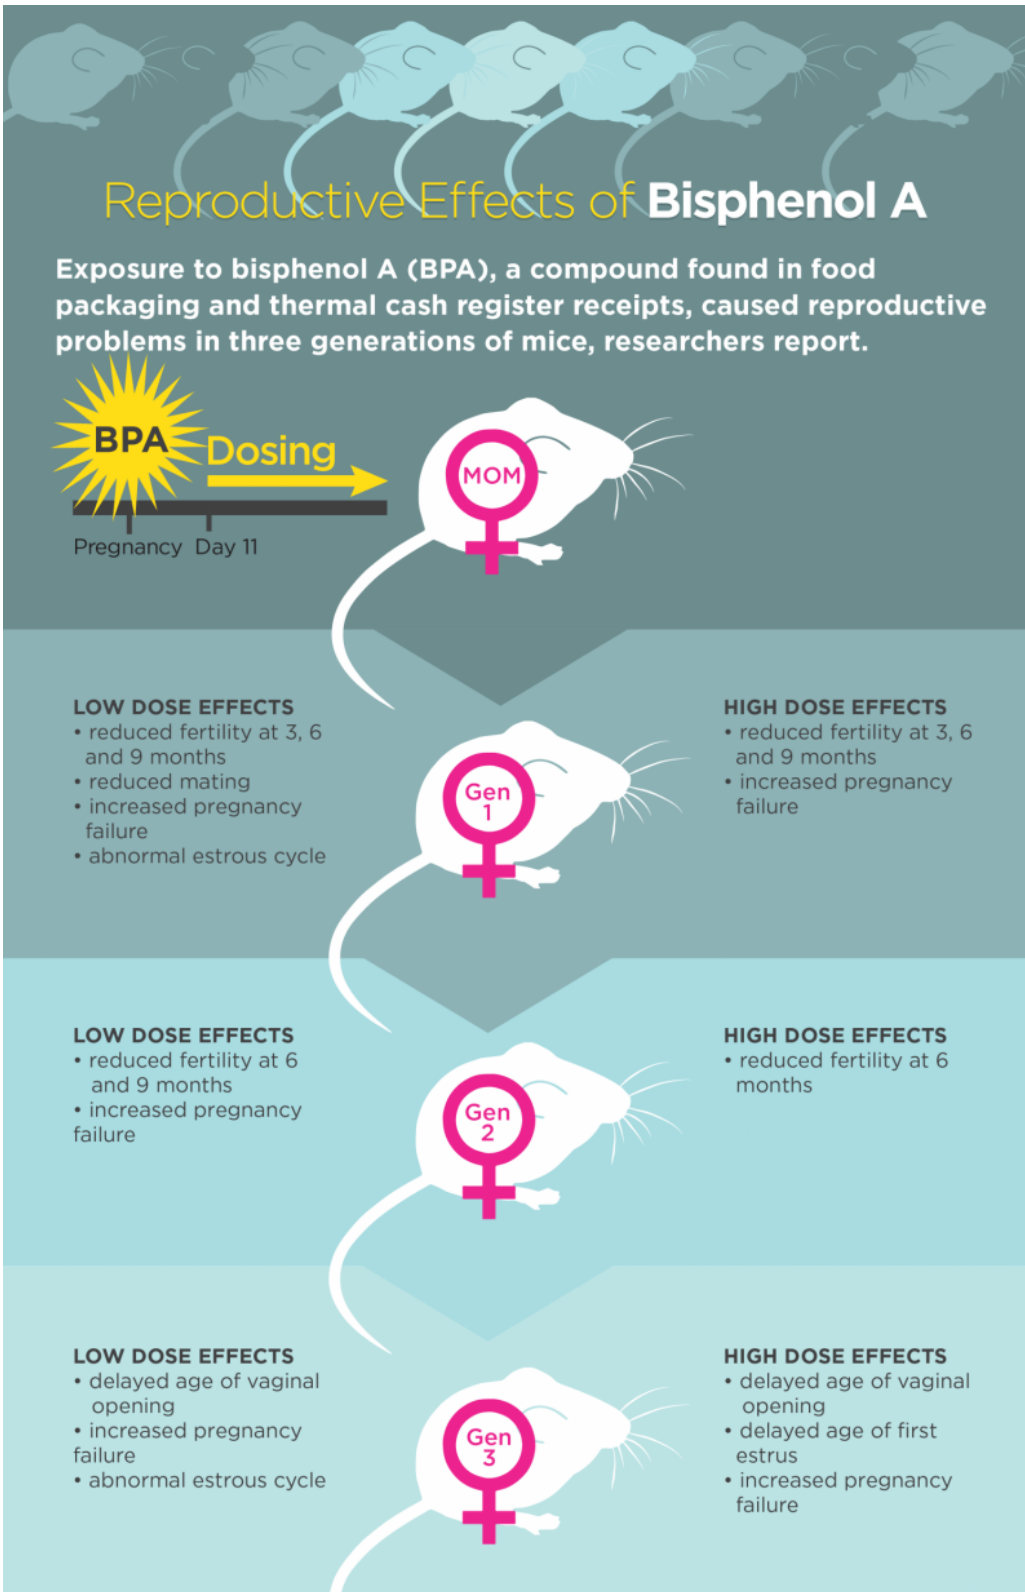 Reproductive Effects of Bisphenol A
Exposure to bisphenol A (BPA), a compound found in food
packaging and thermal cash register receipts, caused reproductive
problems in three generations of mice, researchers report.
BPA
Dosing
Pregnancy Day 11
MOM
LOW DOSE EFFECTS
• reduced fertility at 3, 6
and 9 months
• reduced mating
• increased pregnancy
failure
• abnormal estrous cycle
Gen
1
HIGH DOSE EFFECTS
• reduced fertility at 3, 6
and 9 months
• increased pregnancy
failure
LOW DOSE EFFECTS
• reduced fertility at 6
and 9 months
• increased pregnancy
failure
Gen
2
HIGH DOSE EFFECTS
• reduced fertility at 6
months
LOW DOSE EFFECTS
• delayed age of vaginal
opening
• increased pregnancy
failure
• abnormal estrous cycle
Gen
3
HIGH DOSE EFFECTS
• delayed age of vaginal
opening
• delayed age of first
estrus
• increased pregnancy
failure